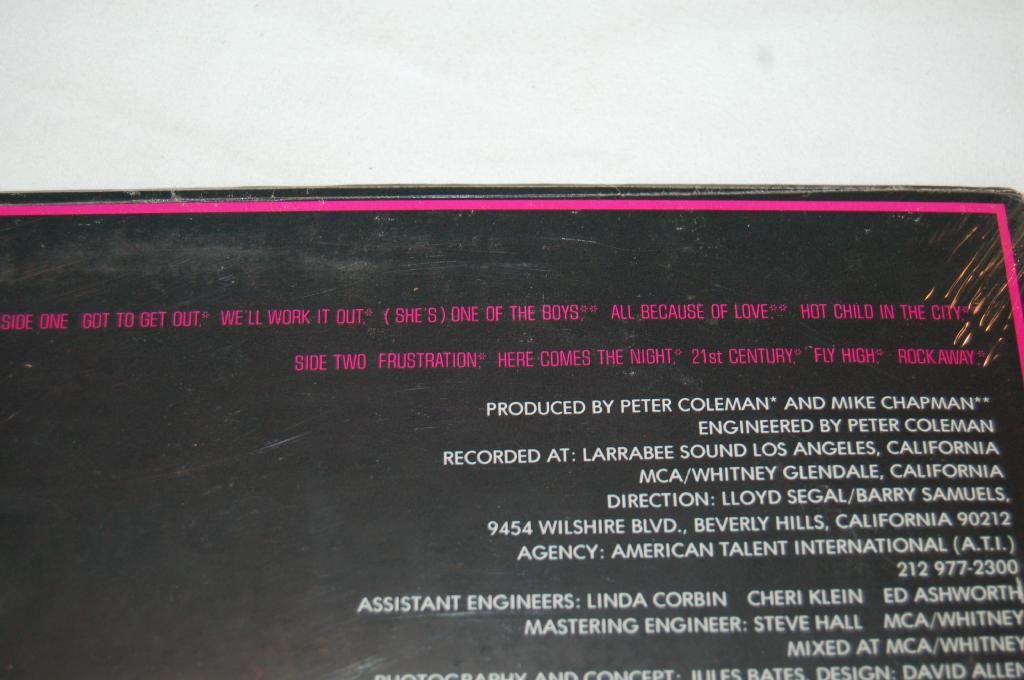 SIDE ONE GOT TO GET OUT,* WE'LL WORK IT OUT,* (SHE'S) ONE OF THE BOYS,** ALL BECAUSE OF LOVE** HOT CHILD IN THE CITY,*
SIDE TWO FRUSTRATION,* HERE COMES THE NIGHT,* 21st CENTURY,* FLY HIGH,* ROCKAWAY,*
PRODUCED BY PETER COLEMAN* AND MIKE CHAPMAN**
ENGINEERED BY PETER COLEMAN
RECORDED AT: LARRABEE SOUND LOS ANGELES, CALIFORNIA
MCA/WHITNEY GLENDALE, CALIFORNIA
DIRECTION: LLOYD SEGAL/BARRY SAMUELS,
9454 WILSHIRE BLVD., BEVERLY HILLS, CALIFORNIA 90212
AGENCY: AMERICAN TALENT INTERNATIONAL (A.T.I.)
212 977-2300
ASSISTANT ENGINEERS: LINDA CORBIN CHERI KLEIN ED ASHWORTH
MASTERING ENGINEER: STEVE HALL MCA/WHITNEY
MIXED AT MCA/WHITNEY
PHOTOGRAPHY AND CONCEPT: JULES BATES, DESIGN: DAVID ALLEN